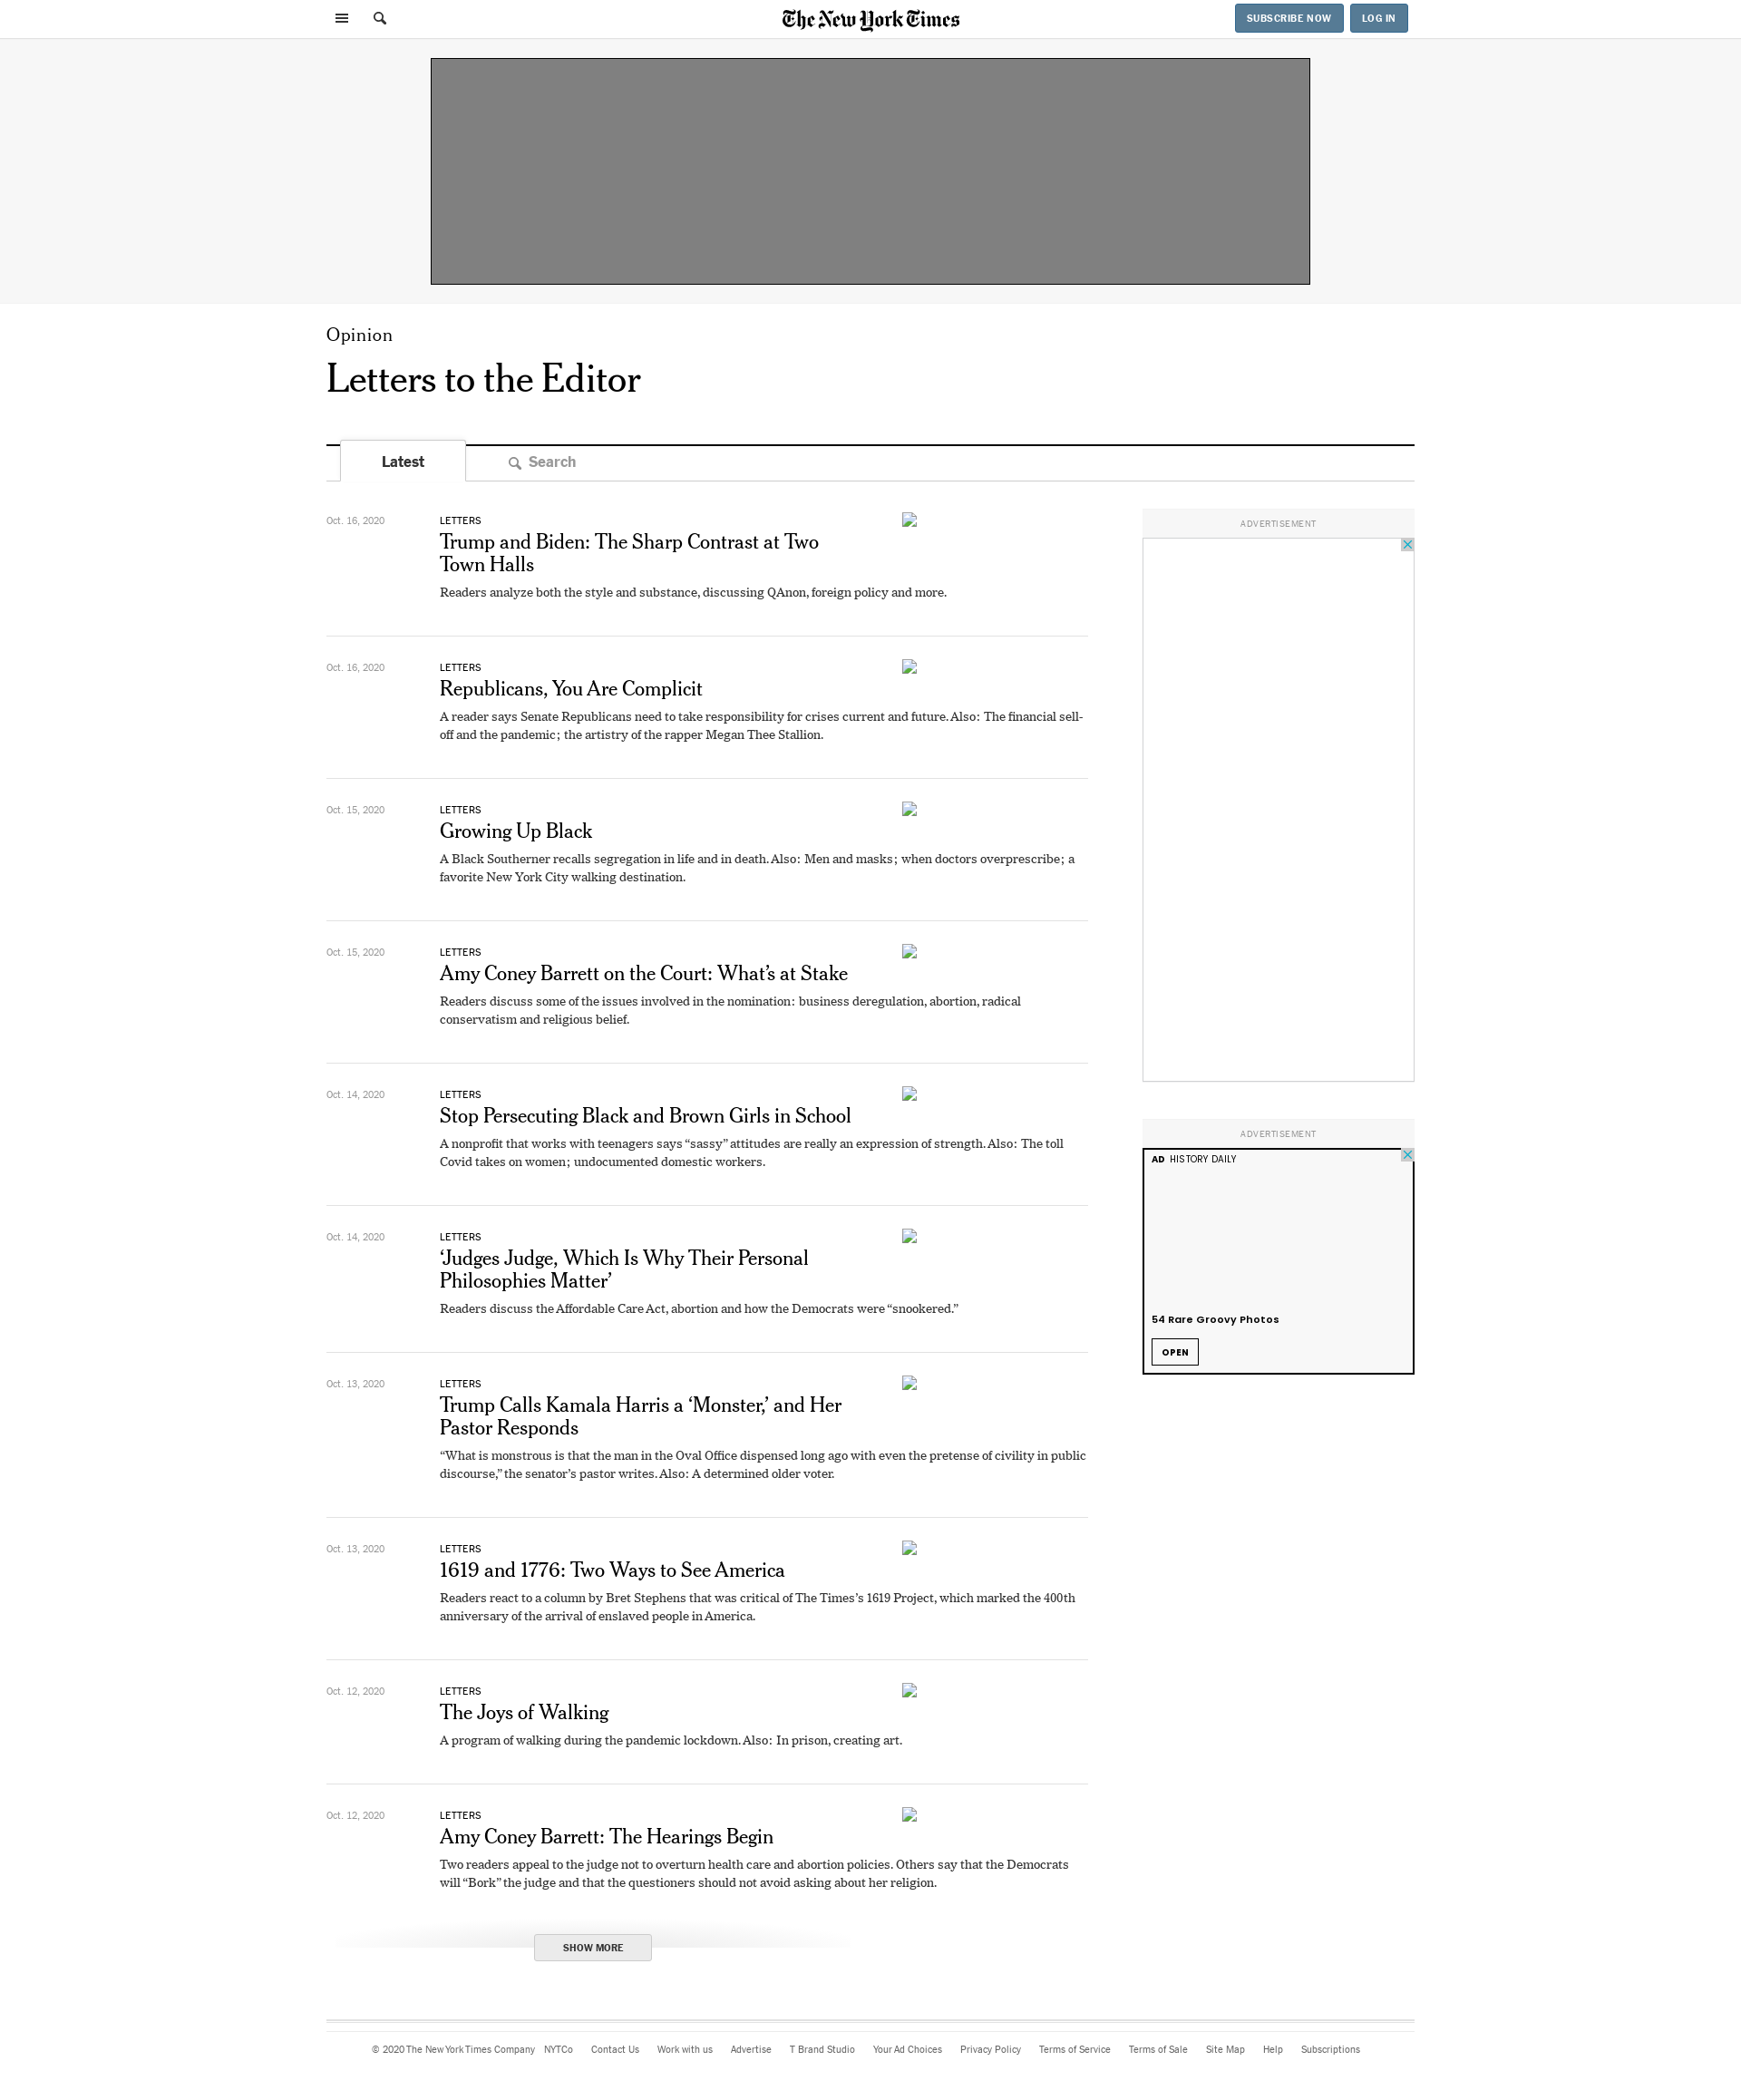 The New York Times
SUBSCRIBE NOW
LOG IN
Opinion
Letters to the Editor
Latest
Search
Oct. 16, 2020
LETTERS
Trump and Biden: The Sharp Contrast at Two
Town Halls
Readers analyze both the style and substance, discussing QAnon, foreign policy and more.
Oct. 16, 2020
LETTERS
Republicans, You Are Complicit
A reader says Senate Republicans need to take responsibility for crises current and future. Also: The financial sell-
off and the pandemic; the artistry of the rapper Megan Thee Stallion.
Oct. 15, 2020
LETTERS
Growing Up Black
A Black Southerner recalls segregation in life and in death. Also: Men and masks; when doctors overprescribe; a
favorite New York City walking destination.
Oct. 15, 2020
LETTERS
Amy Coney Barrett on the Court: What’s at Stake
Readers discuss some of the issues involved in the nomination: business deregulation, abortion, radical
conservatism and religious belief.
Oct. 14, 2020
LETTERS
Stop Persecuting Black and Brown Girls in School
A nonprofit that works with teenagers says “sassy” attitudes are really an expression of strength. Also: The toll
Covid takes on women; undocumented domestic workers.
Oct. 14, 2020
LETTERS
‘Judges Judge, Which Is Why Their Personal
Philosophies Matter’
Readers discuss the Affordable Care Act, abortion and how the Democrats were “snookered.”
Oct. 13, 2020
LETTERS
Trump Calls Kamala Harris a ‘Monster,’ and Her
Pastor Responds
“What is monstrous is that the man in the Oval Office dispensed long ago with even the pretense of civility in public
discourse,” the senator’s pastor writes. Also: A determined older voter.
Oct. 13, 2020
LETTERS
1619 and 1776: Two Ways to See America
Readers react to a column by Bret Stephens that was critical of The Times’s 1619 Project, which marked the 400th
anniversary of the arrival of enslaved people in America.
Oct. 12, 2020
LETTERS
The Joys of Walking
A program of walking during the pandemic lockdown. Also: In prison, creating art.
Oct. 12, 2020
LETTERS
Amy Coney Barrett: The Hearings Begin
Two readers appeal to the judge not to overturn health care and abortion policies. Others say that the Democrats
will “Bork” the judge and that the questioners should not avoid asking about her religion.
SHOW MORE
ADVERTISEMENT
ADVERTISEMENT
AD HISTORY DAILY
54 Rare Groovy Photos
OPEN
© 2020 The New York Times Company NYTCo Contact Us Work with us Advertise T Brand Studio Your Ad Choices Privacy Policy Terms of Service Terms of Sale Site Map Help Subscriptions